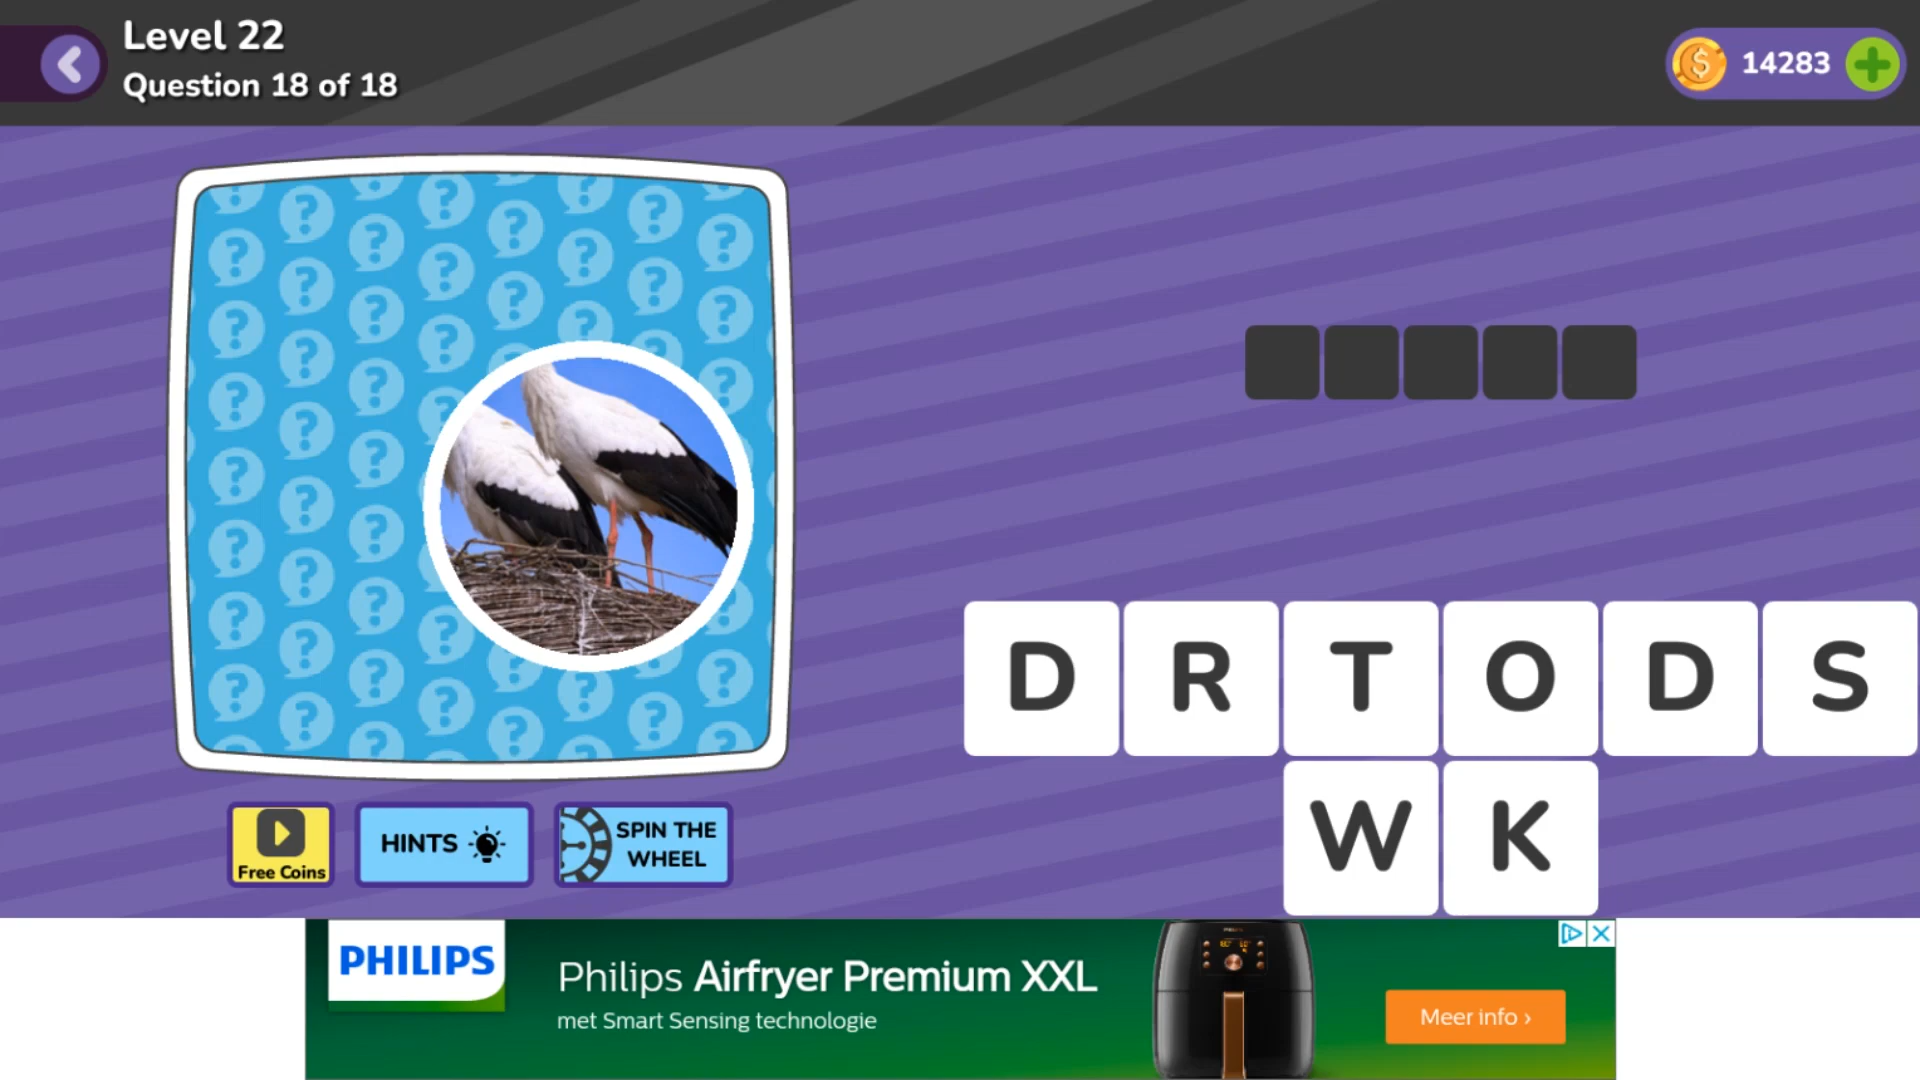 Level 22
Question 18 of 18
14283
D R T O D S
W K
Free Coins
HINTS
SPIN THE
WHEEL
PHILIPS
Philips Airfryer Premium XXL
met Smart Sensing technologie
Meer info ›